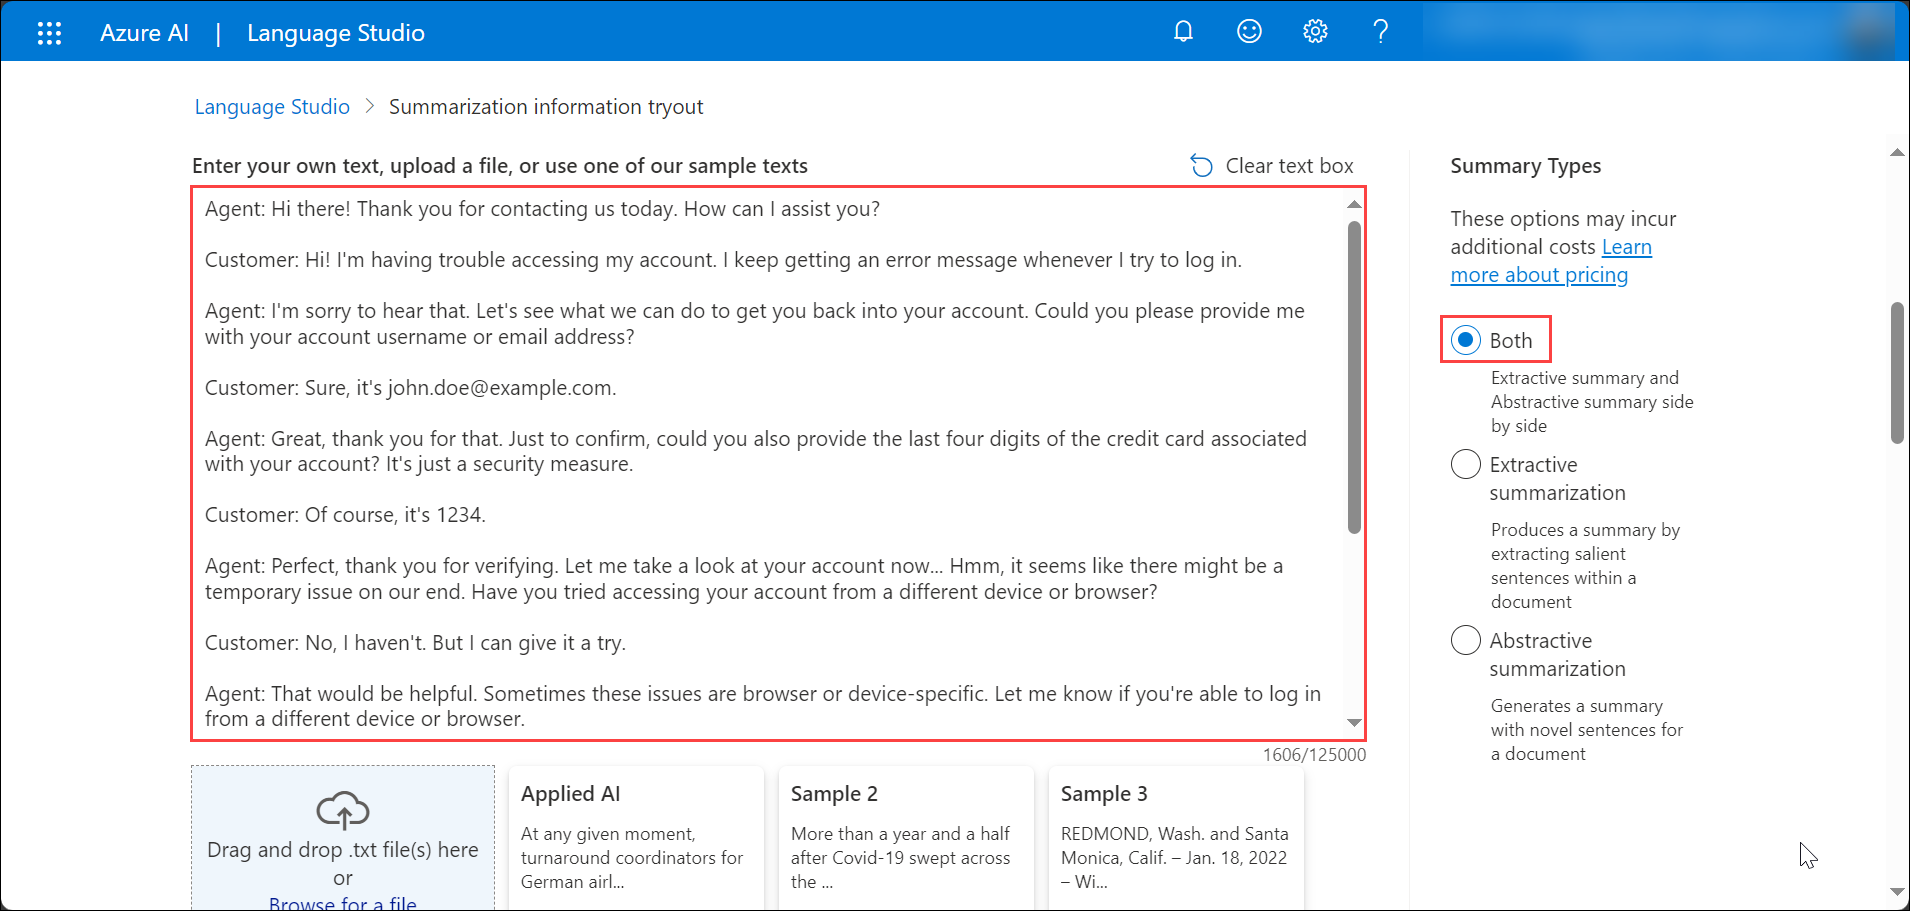 Azure AI | Language Studio
Language Studio > Summarization information tryout
Enter your own text, upload a file, or use one of our sample texts
Clear text box
Agent: Hi there! Thank you for contacting us today. How can I assist you?
Customer: Hi! I'm having trouble accessing my account. I keep getting an error message whenever I try to log in.
Agent: I'm sorry to hear that. Let's see what we can do to get you back into your account. Could you please provide me
with your account username or email address?
Customer: Sure, it's john.doe@example.com.
Agent: Great, thank you for that. Just to confirm, could you also provide the last four digits of the credit card associated
with your account? It's just a security measure.
Customer: Of course, it's 1234.
Agent: Perfect, thank you for verifying. Let me take a look at your account now... Hmm, it seems like there might be a
temporary issue on our end. Have you tried accessing your account from a different device or browser?
Customer: No, I haven't. But I can give it a try.
Agent: That would be helpful. Sometimes these issues are browser or device-specific. Let me know if you're able to log in
from a different device or browser.
1606/125000
Drag and drop .txt file(s) here
or
Browse for a file
Applied AI
At any given moment,
turnaround coordinators for
German airl...
Sample 2
More than a year and a half
after Covid-19 swept across
the ...
Sample 3
REDMOND, Wash. and Santa
Monica, Calif. – Jan. 18, 2022
– Wi...
Summary Types
These options may incur
additional costs Learn
more about pricing
Both
Extractive summary and
Abstractive summary side
by side
Extractive
summarization
Produces a summary by
extracting salient
sentences within a
document
Abstractive
summarization
Generates a summary
with novel sentences for
a document